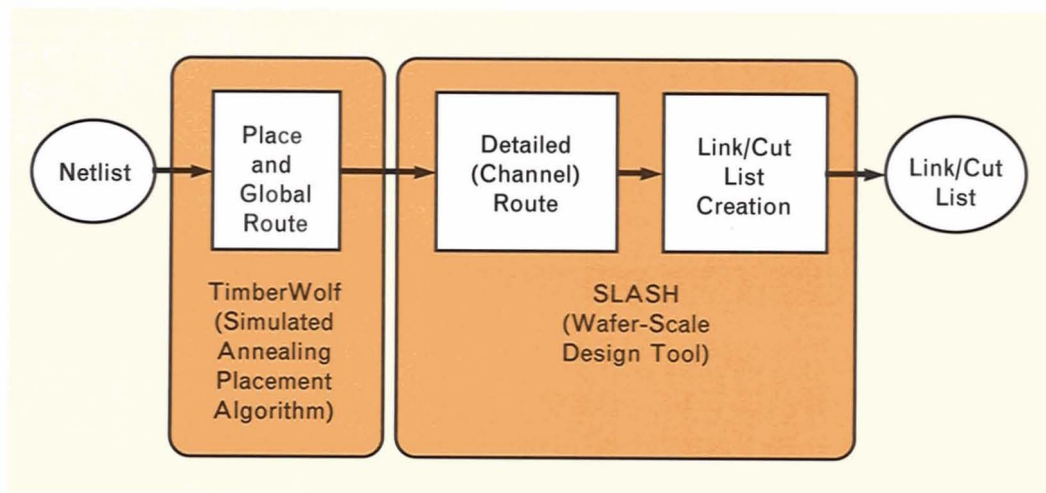 Netlist
Place
and
Global
Route
TimberWolf
(Simulated
Annealing
Placement
Algorithm)
Detailed
(Channel)
Route
Link/Cut
List
Creation
SLASH
(Wafer-Scale
Design Tool)
Link/Cut
List